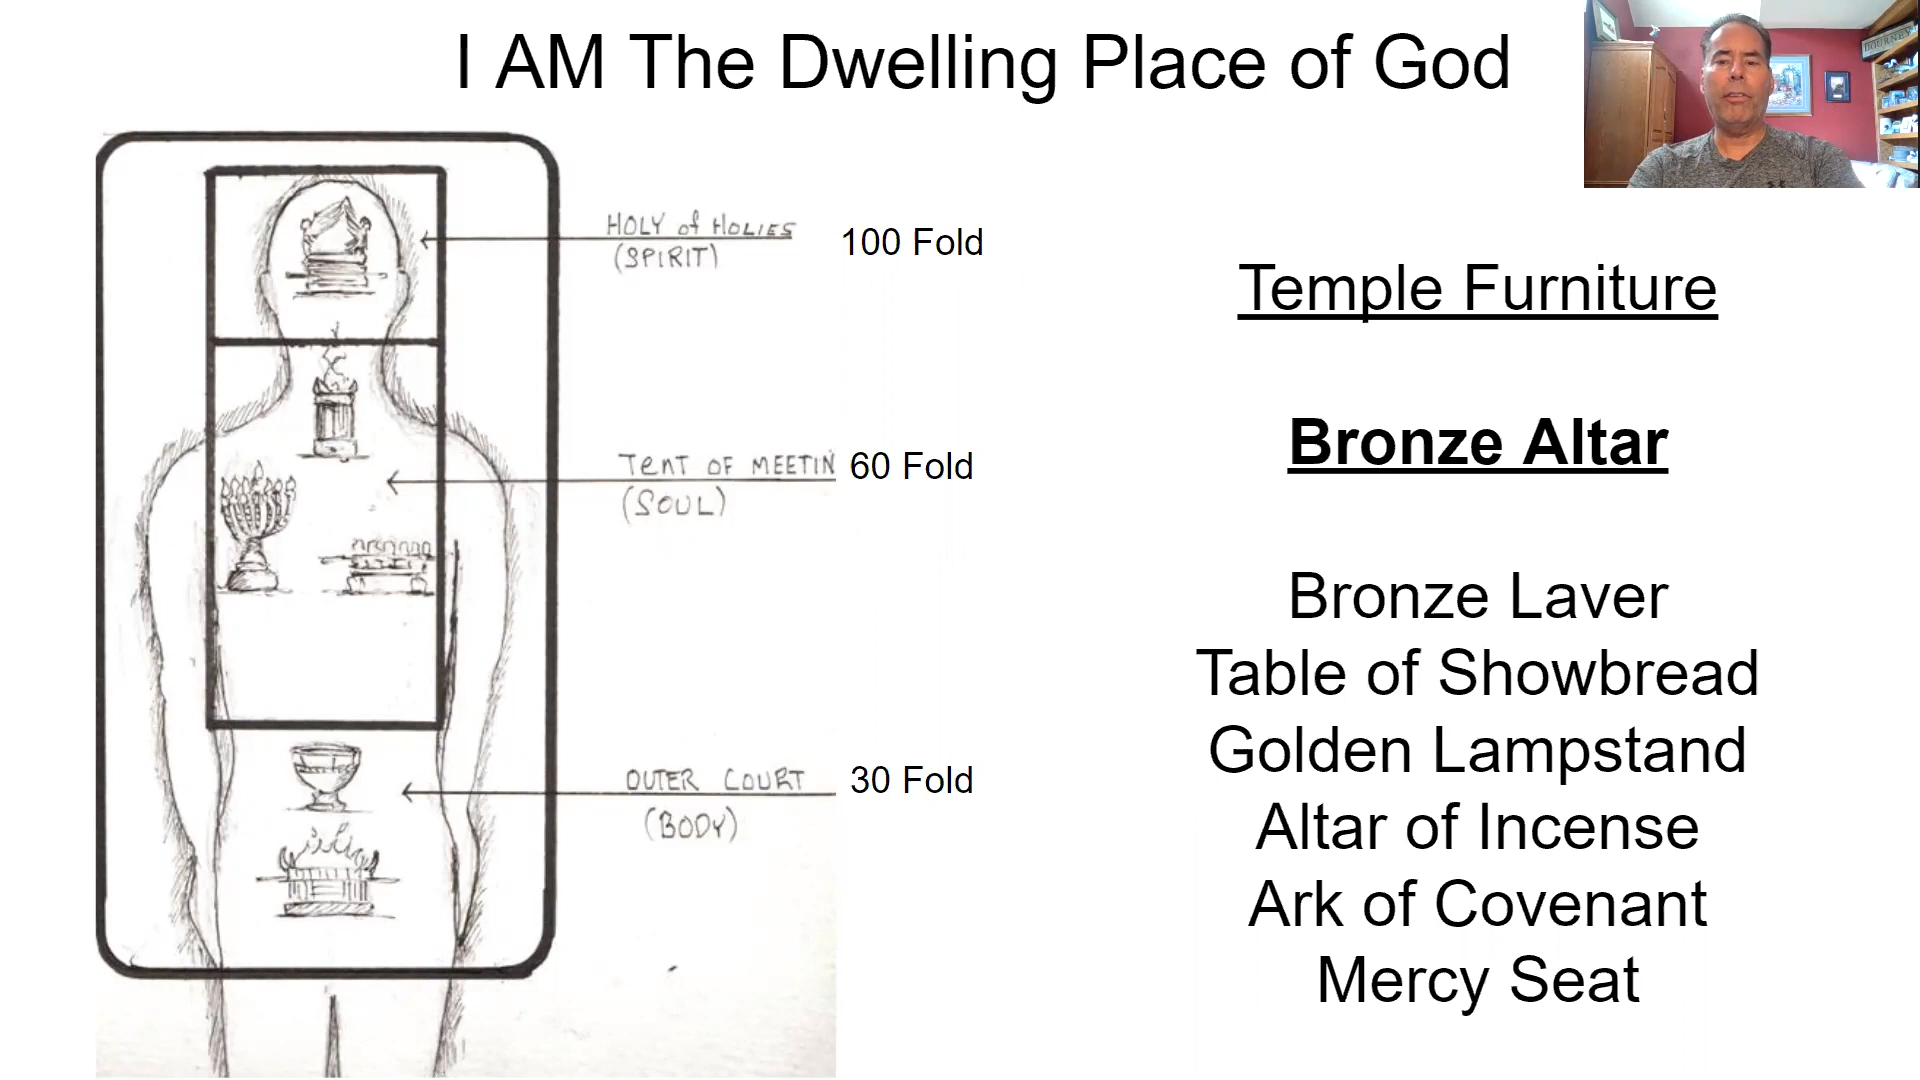 I AM The Dwelling Place of God
JOURNEY
HOLY of HOLIES
(SPIRIT)
100 Fold
TENT OF MEETIN
(SOUL)
60 Fold
OUTER COURT
(BODY)
30 Fold
Temple Furniture
Bronze Altar
Bronze Laver
Table of Showbread
Golden Lampstand
Altar of Incense
Ark of Covenant
Mercy Seat